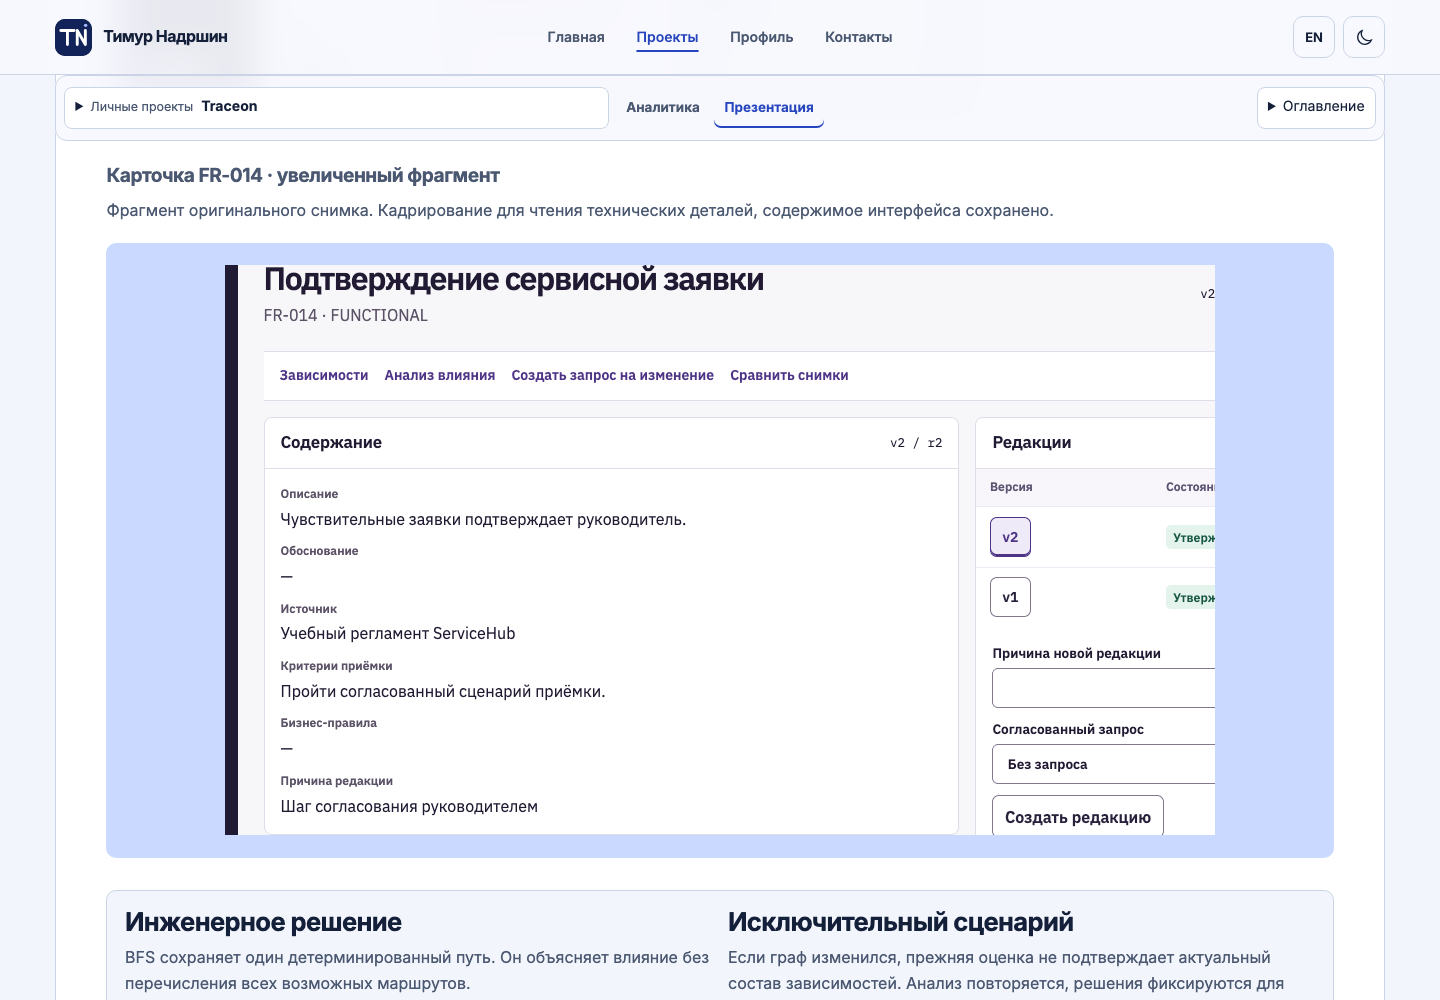 TN Тимур Надршин
Главная Проекты Профиль Контакты
EN
Личные проекты Traceon
Аналитика Презентация
Оглавление
Карточка FR-014 · увеличенный фрагмент
Фрагмент оригинального снимка. Кадрирование для чтения технических деталей, содержимое интерфейса сохранено.
Подтверждение сервисной заявки
v2
FR-014 · FUNCTIONAL
Зависимости Анализ влияния Создать запрос на изменение Сравнить снимки
Содержание v2 / r2
Описание
Чувствительные заявки подтверждает руководитель.
Обоснование
—
Источник
Учебный регламент ServiceHub
Критерии приёмки
Пройти согласованный сценарий приёмки.
Бизнес-правила
—
Причина редакции
Шаг согласования руководителем
Редакции
Версия Состоян
v2 Утверж
v1 Утверж
Причина новой редакции
Согласованный запрос
Без запроса
Создать редакцию
Инженерное решение
BFS сохраняет один детерминированный путь. Он объясняет влияние без
перечисления всех возможных маршрутов.
Исключительный сценарий
Если граф изменился, прежняя оценка не подтверждает актуальный
состав зависимостей. Анализ повторяется, решения фиксируются для